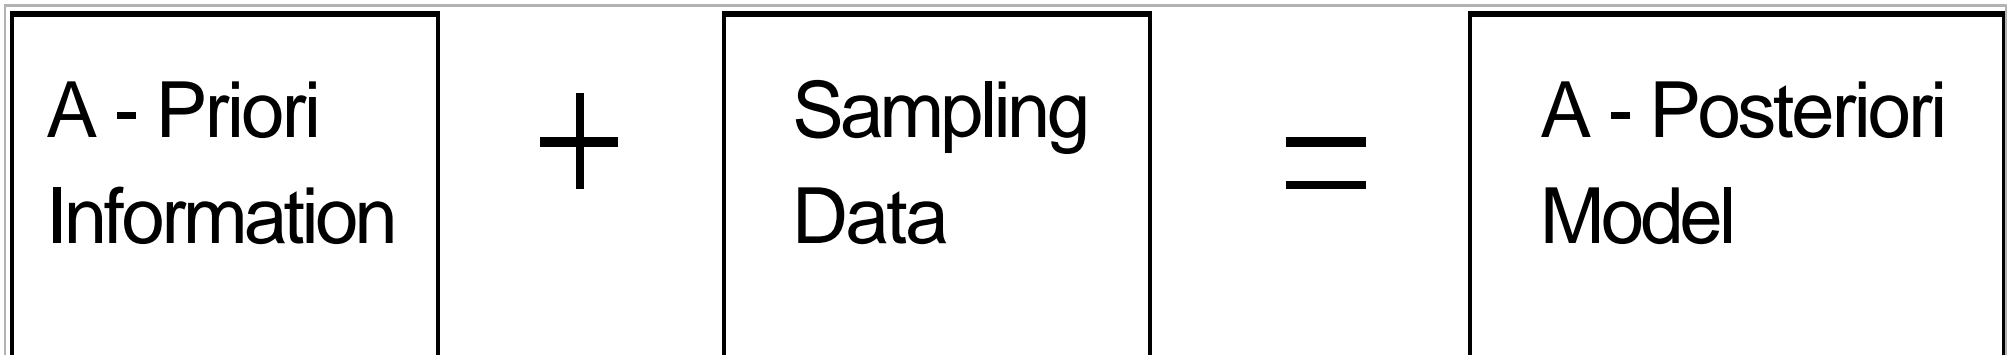 A - Priori
Information
+
Sampling
Data
=
A - Posteriori
Model